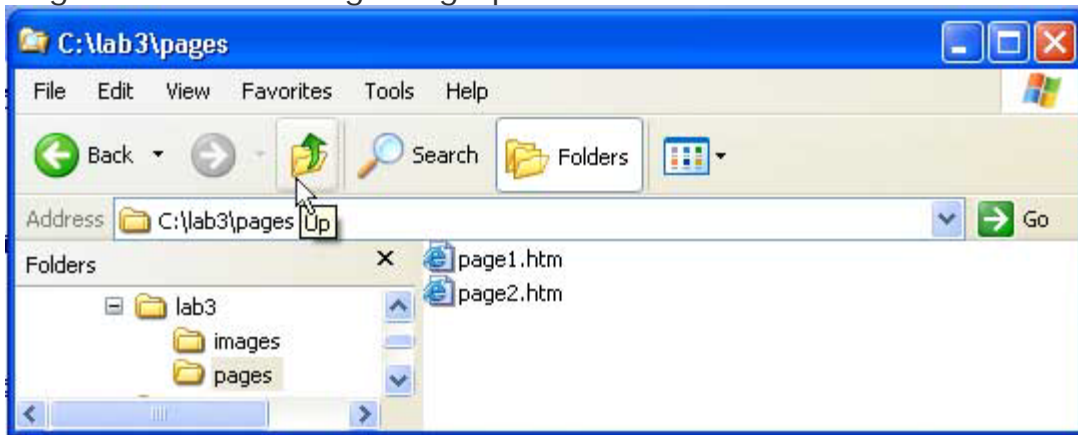 C:\lab3\pages
File Edit View Favorites Tools Help
Back Search Folders
Address C:\lab3\pages Up Go
Folders
lab3
images
pages
page1.htm
page2.htm